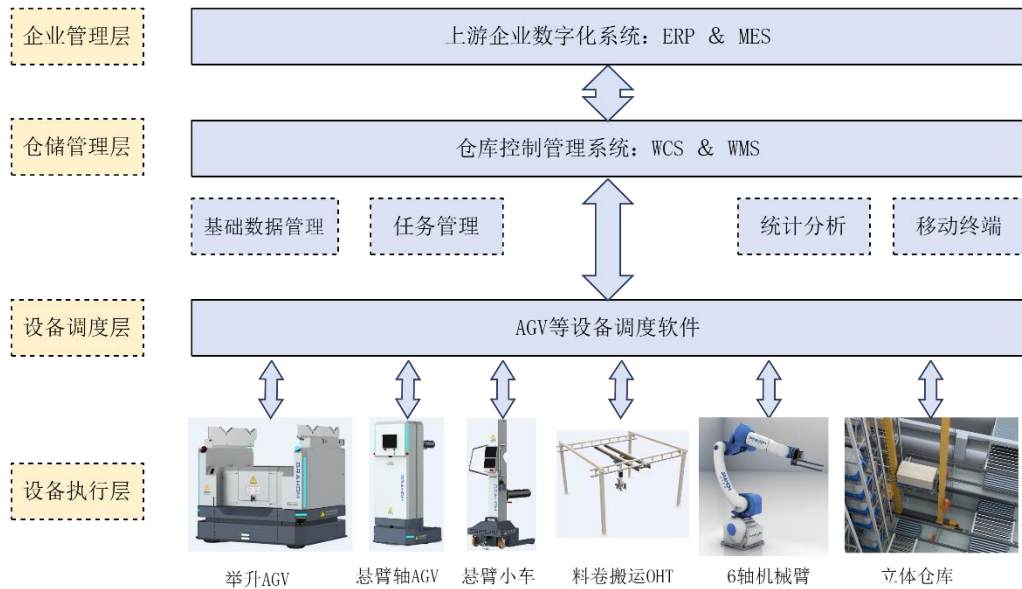 企业管理层
上游企业数字化系统: ERP & MES
仓储管理层
仓库控制管理系统: WCS & WMS
基础数据管理
任务管理
统计分析
移动终端
设备调度层
AGV等设备调度软件
设备执行层
举升AGV
悬臂轴AGV
悬臂小车
料卷搬运OHT
6轴机械臂
立体仓库